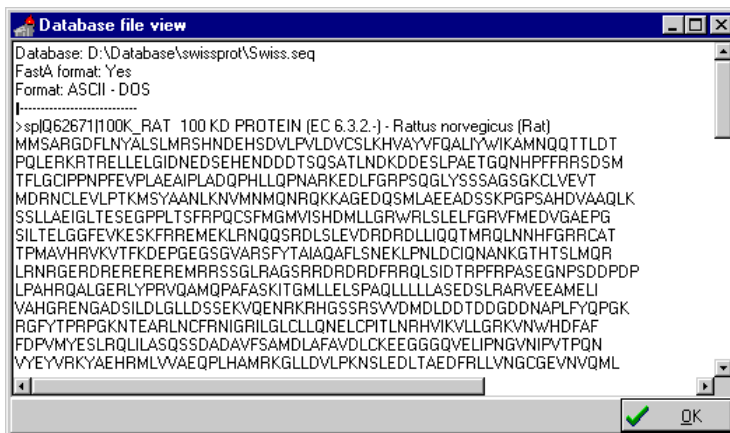 Database file view
Database: D:\Database\swissprot\Swiss.seq
FastA format: Yes
Format: ASCII - DOS
|---------------------------
>sp|Q62671|100K_RAT 100 KD PROTEIN (EC 6.3.2.-) - Rattus norvegicus (Rat)
MMSARGDFLNYALSLMRSHNDEHSDVLPVLDVCSLKHVAYVFQALIYWIKAMNQQTTLDT
PQLERKRTRELLELGIDNEDSEHENDDDTSQSATLNDKDDESLPAETGQNHPFFRRSDSM
TFLGCIPPNPFEVPLAEAIPLADQPHLLQPNARKEDLFGRPSQGLYSSSAGSGKCLVEVT
MDRNCLEVLPTKMSYAANLKNVMNMQNRQKKAGEDQSMLAEEADSSKPGPSAHDVAAQLK
SSLLAEIGLTESEGPPLTSFRPQCSFMGMVISHDMLLGRWRLSLELFGRVFMEDVGAEPG
SILTELGGFEVKESKFRREMEKLRNQQSRDLSLEVDRDRDLLIQQTMRQLNNHFGRRCAT
TPMAVHRVKVTFKDEPGEGSGVARSFYTAIAQAFLSNEKLPNLDCIQNANKGTHTSLMQR
LRNRGERDREREREREMRRSSGLRAGSRRDRDRDFRRQLSIDTRPFRPASEGNPSDDPDP
LPAHRQALGERLYPRVQAMQPAFASKITGMLLELSPAQLLLLLASEDSLRARVEEAMELI
VAHGRENGADSILDLGLLDSSEKVQENRKRHGSSRSVVDMDLDDTDDGDDNAPLFYQPGK
RGFYTPRPGKNTEARLNCFRNIGRILGLCLLQNELCPITLNRHVIKVLLGRKVNWHDFAF
FDPVMYESLRQLILASQSSDADAVFSAMDLAFAVDLCKEEGGGQVELIPNGVNIPVTPQN
VYEYVRKYAEHRMLVVAEQPLHAMRKGLLDVLPKNSLEDLTAEDFRLLVNGCGEVNVQML
OK